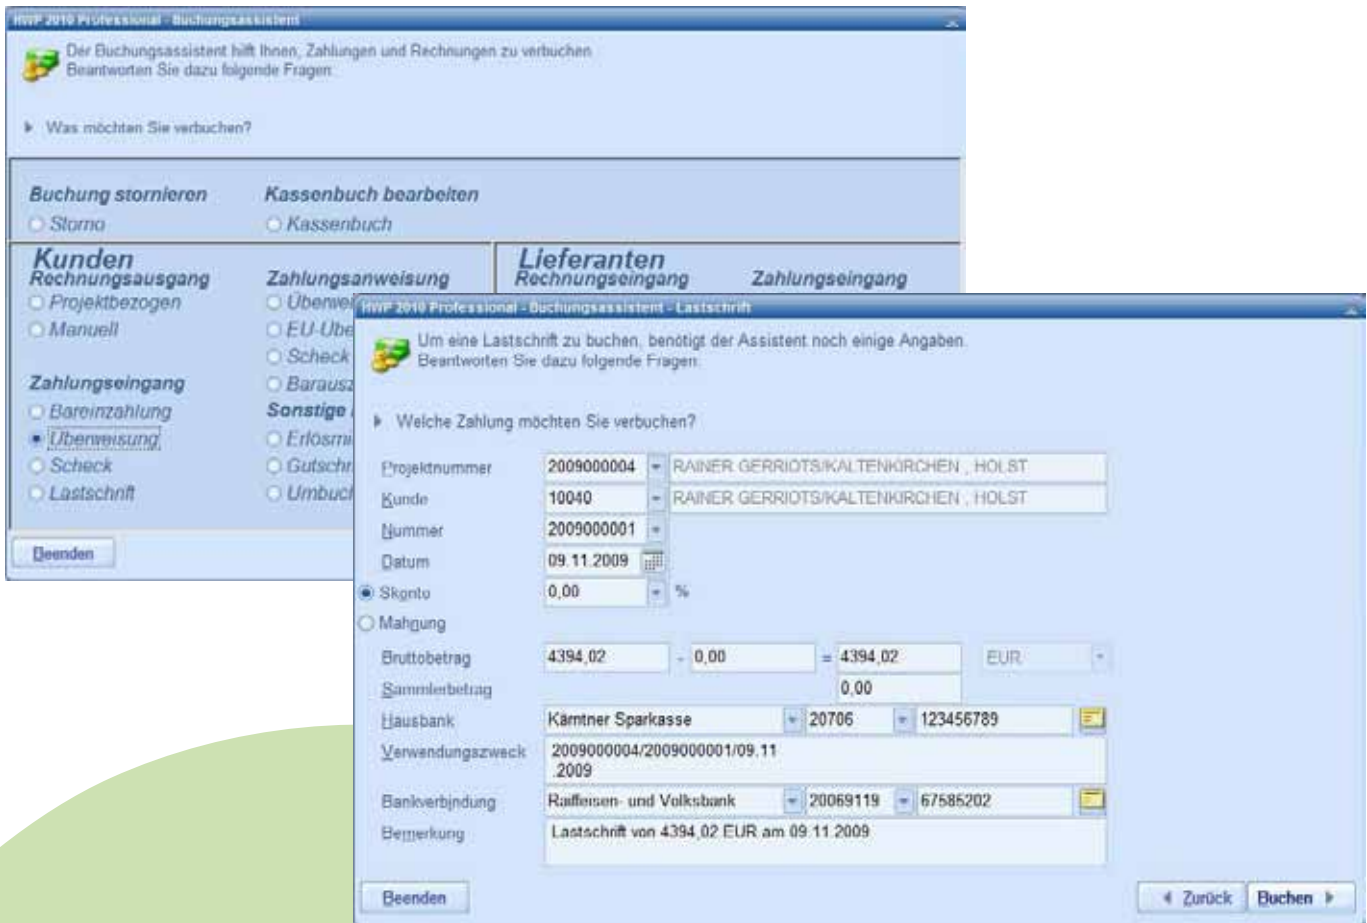 HWP 2010 Professional - Buchungsassistent
Der Buchungsassistent hilft Ihnen, Zahlungen und Rechnungen zu verbuchen.
Beantworten Sie dazu folgende Fragen:
Was möchten Sie verbuchen?
Buchung stornieren
Kassenbuch bearbeiten
Storno
Kassenbuch
Kunden
Lieferanten
Rechnungsausgang
Zahlungsanweisung
Rechnungseingang
Zahlungseingang
Projektbezogen
Manuell
EU-Übe
Scheck
Zahlungseingang
Barausz
Bareinzahlung
Sonstige
Überweisung
Erlösmi
Scheck
Gutschr
Lastschrift
Umbuch
Beenden
HWP 2010 Professional - Buchungsassistent - Lastschrift
Um eine Lastschrift zu buchen, benötigt der Assistent noch einige Angaben.
Beantworten Sie dazu folgende Fragen:
Welche Zahlung möchten Sie verbuchen?
Projektnummer 2009000004 RAINER GERRIOTS/KALTENKIRCHEN , HOLST
Kunde 10040 RAINER GERRIOTS/KALTENKIRCHEN , HOLST
Nummer 2009000001
Datum 09.11.2009
Skonto 0,00 %
Mahnung
Bruttobetrag 4394,02 - 0,00 = 4394,02 EUR
Sammlerbetrag 0,00
Hausbank Kärntner Sparkasse 20706 123456789
Verwendungszweck 2009000004/2009000001/09.11
.2009
Bankverbindung Raiffeisen- und Volksbank 20069119 67585202
Bemerkung Lastschrift von 4394,02 EUR am 09.11.2009
Beenden Zurück Buchen